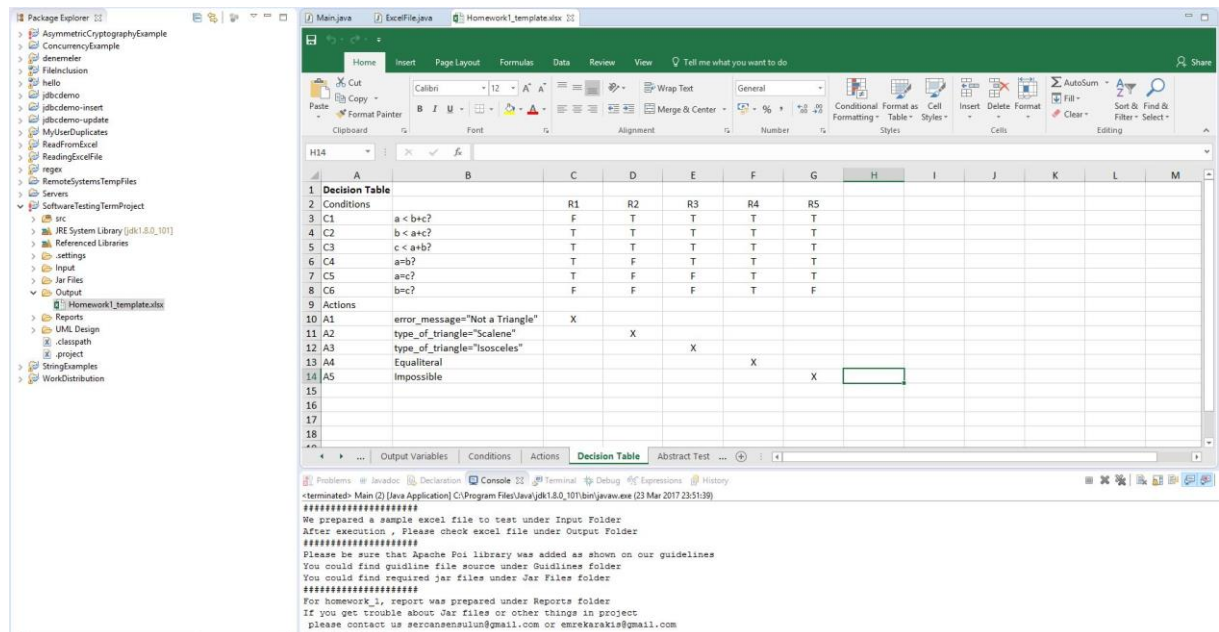 Package Explorer
AsymmetricCryptographyExample
ConcurrencyExample
denemeler
FileInclusion
hello
jdbcdemo
jdbcdemo-insert
jdbcdemo-update
MyUserDuplicates
ReadFromExcel
ReadingExcelFile
regex
RemoteSystemsTempFiles
Servers
SoftwareTestingTermProject
src
JRE System Library [jdk1.8.0_101]
Referenced Libraries
.settings
Input
Jar Files
Output
Homework1_template.xlsx
Reports
UML Design
.classpath
.project
StringExamples
WorkDistribution
Main.java ExcelFile.java Homework1_template.xlsx
Home Insert Page Layout Formulas Data Review View Tell me what you want to do Share
Cut Calibri 12 Wrap Text General AutoSum
Copy Fill
Paste Format Painter B I U Merge & Center % Conditional Formatting Format as Table Cell Styles Insert Delete Format Clear Sort & Filter Find & Select
Clipboard Font Alignment Number Styles Cells Editing
H14 fx
A B C D E F G H I J K L M
1 Decision Table
2 Conditions R1 R2 R3 R4 R5
3 C1 a < b+c? F T T T T
4 C2 b < a+c? T T T T T
5 C3 c < a+b? T T T T T
6 C4 a=b? T F T T T
7 C5 a=c? T F F T T
8 C6 b=c? F F F T F
9 Actions
10 A1 error_message="Not a Triangle" X
11 A2 type_of_triangle="Scalene" X
12 A3 type_of_triangle="Isosceles" X
13 A4 Equaliteral X
14 A5 Impossible X
15
16
17
18
... Output Variables Conditions Actions Decision Table Abstract Test ...
Problems Javadoc Declaration Console Terminal Debug Expressions History
<terminated> Main (2) [Java Application] C:\Program Files\Java\jdk1.8.0_101\bin\javaw.exe (23 Mar 2017 23:51:39)
#####################
We prepared a sample excel file to test under Input Folder
After execution , Please check excel file under Output Folder
#####################
Please be sure that Apache Poi library was added as shown on our guidelines
You could find guidline file source under Guidlines folder
You could find required jar files under Jar Files folder
#####################
For homework_1, report was prepared under Reports folder
If you get trouble about Jar files or other things in project
please contact us sercansensulun@gmail.com or emrekarakis@gmail.com